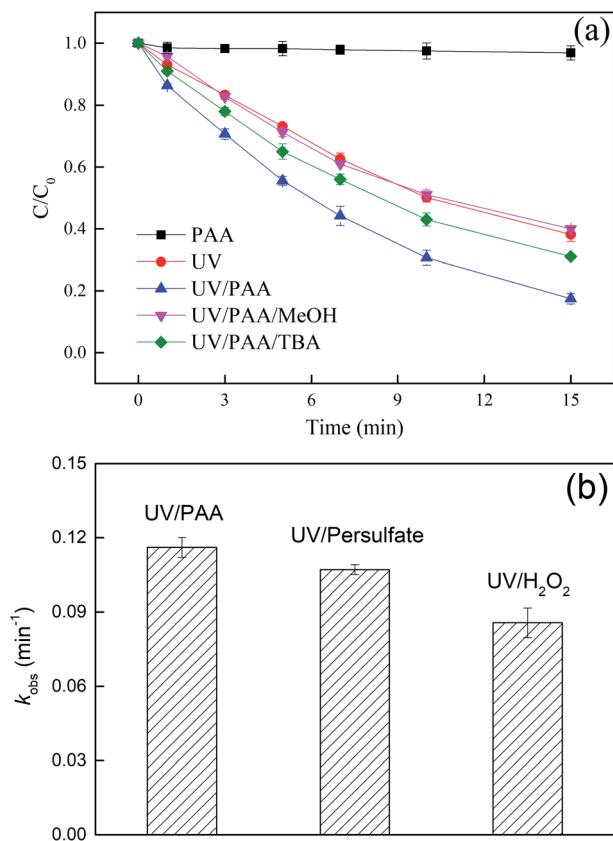 (a)
1.0
0.8
0.6
0.4
0.2
0.0
C/C₀
PAA
UV
UV/PAA
UV/PAA/MeOH
UV/PAA/TBA
0 3 6 9 12 15
Time (min)
(b)
0.15
0.12
0.09
0.06
0.03
0.00
k_obs (min⁻¹)
UV/PAA
UV/Persulfate
UV/H₂O₂